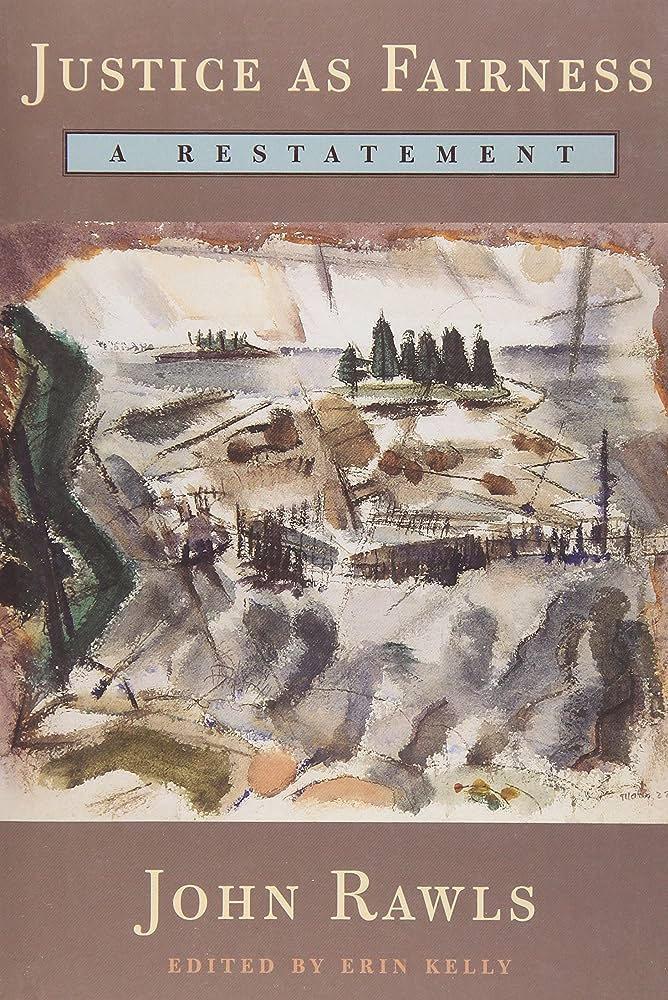 JUSTICE AS FAIRNESS
A RESTATEMENT
JOHN RAWLS
EDITED BY ERIN KELLY